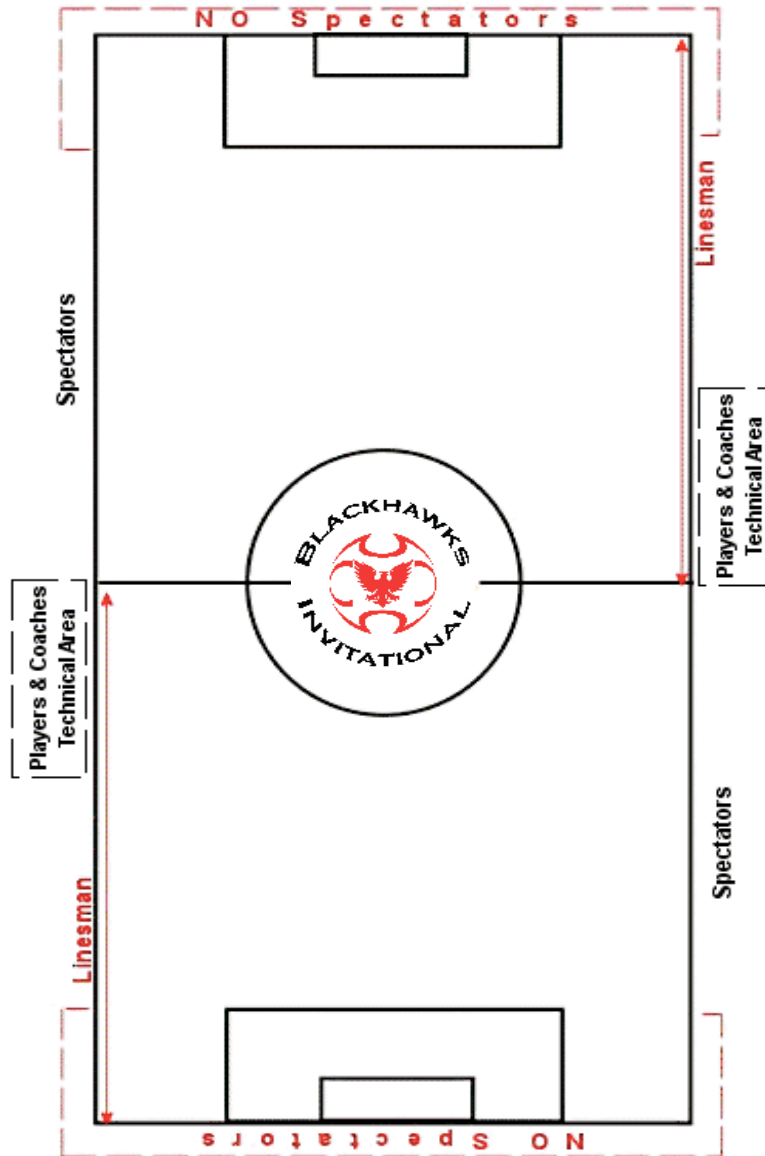 NO Spectators
Linesman
Spectators
Players & Coaches
Technical Area
BLACKHAWKS
INVITATIONAL
Players & Coaches
Technical Area
Spectators
Linesman
NO Spectators